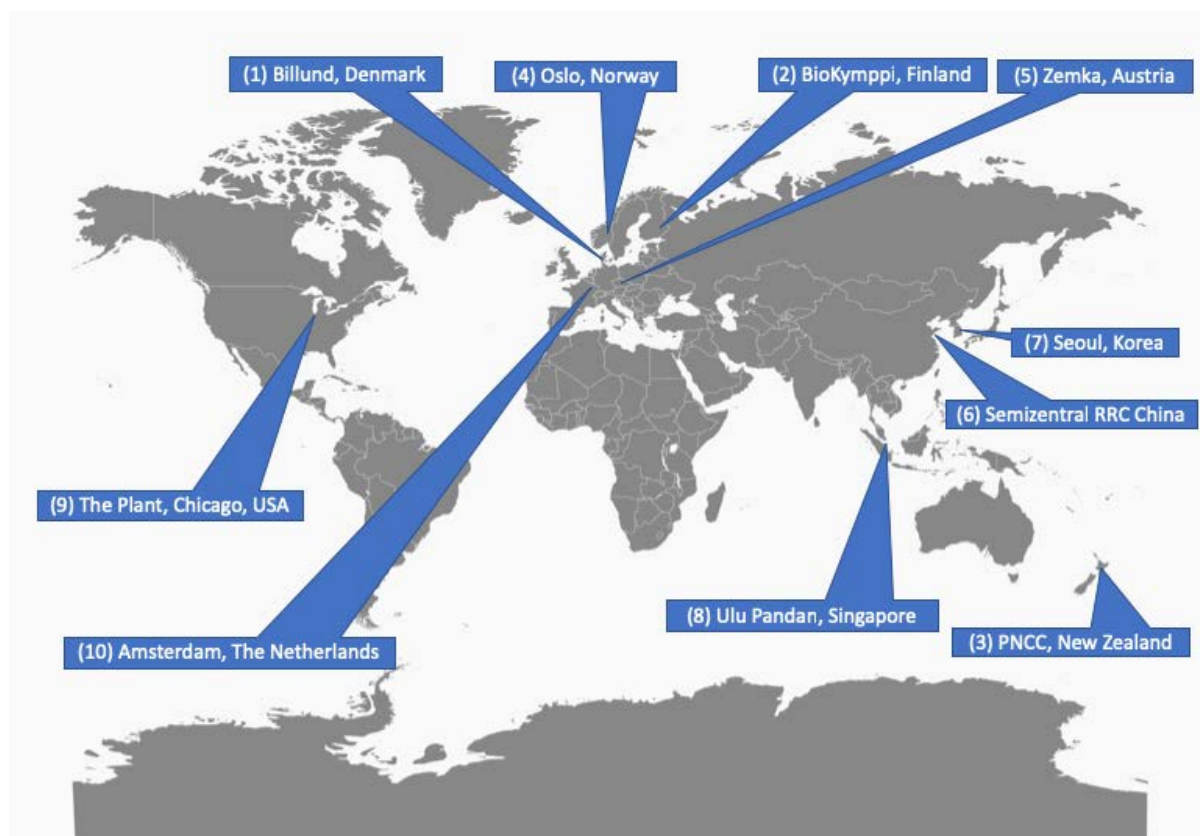 (1) Billund, Denmark
(4) Oslo, Norway
(2) BioKymppi, Finland
(5) Zemka, Austria
(7) Seoul, Korea
(6) Semizentral RRC China
(9) The Plant, Chicago, USA
(8) Ulu Pandan, Singapore
(10) Amsterdam, The Netherlands
(3) PNCC, New Zealand